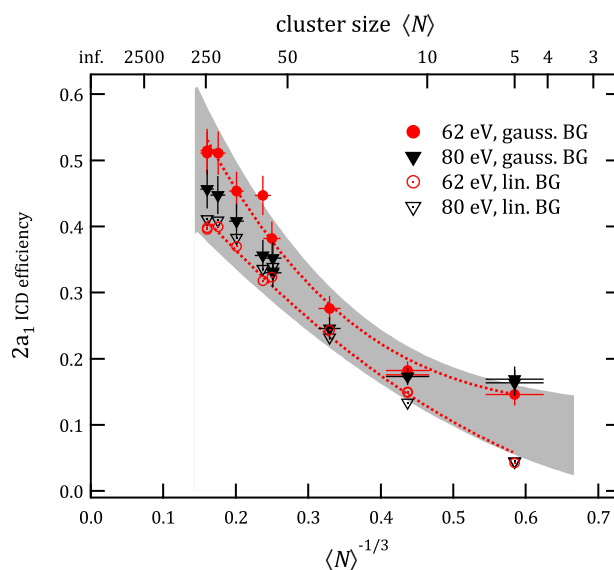 cluster size ⟨N⟩
inf. 2500 250 50 10 5 4 3
0.6
0.5
0.4
0.3
0.2
0.1
0.0
2a₁ ICD efficiency
62 eV, gauss. BG
80 eV, gauss. BG
62 eV, lin. BG
80 eV, lin. BG
0.0 0.1 0.2 0.3 0.4 0.5 0.6 0.7
⟨N⟩⁻¹/³